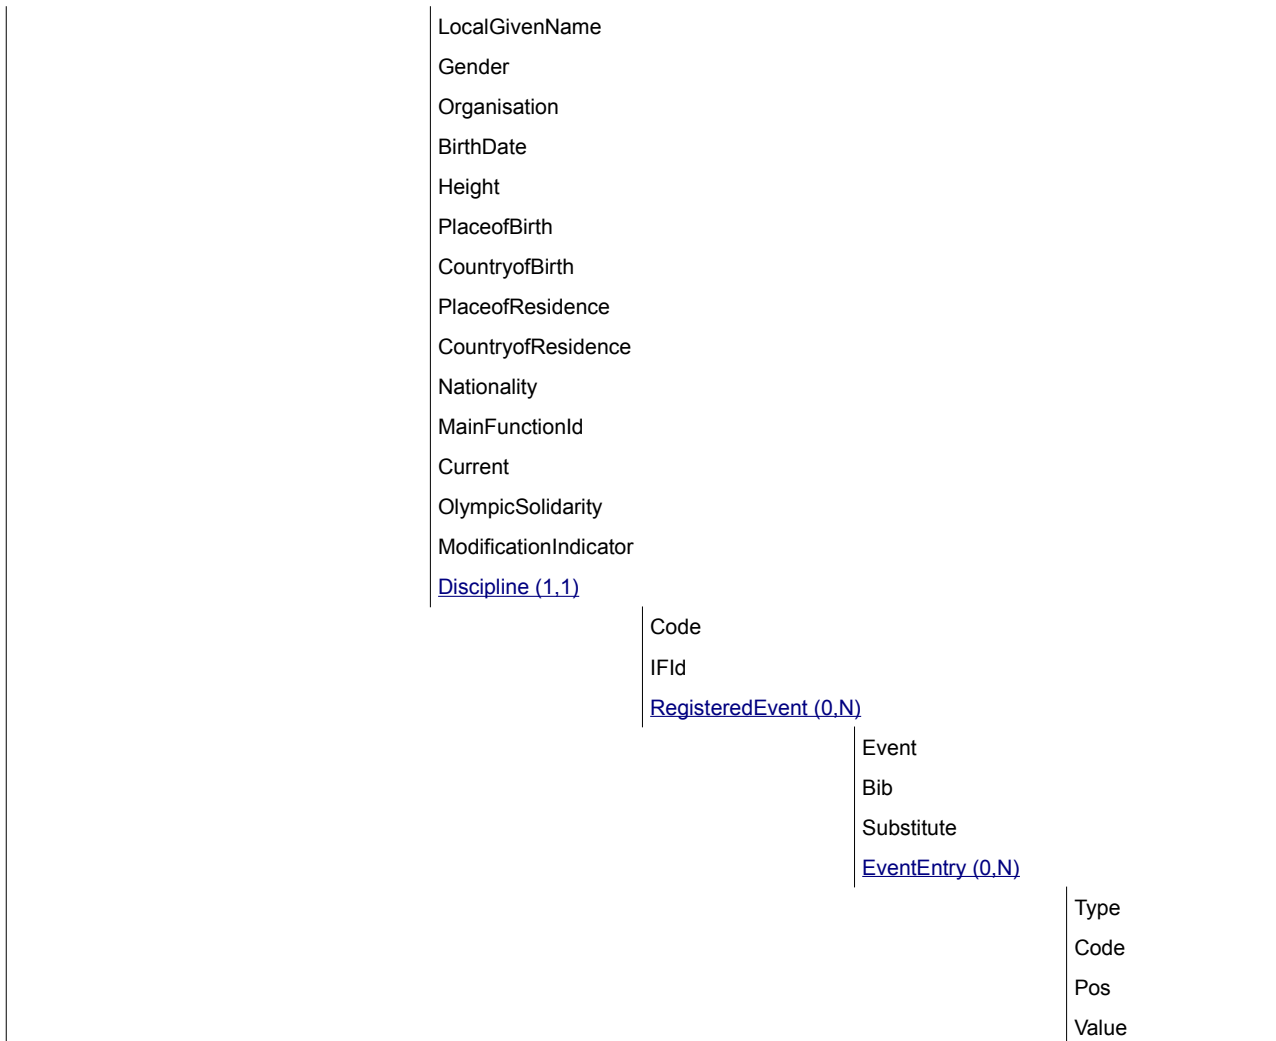 LocalGivenName
Gender
Organisation
BirthDate
Height
PlaceofBirth
CountryofBirth
PlaceofResidence
CountryofResidence
Nationality
MainFunctionId
Current
OlympicSolidarity
ModificationIndicator
Discipline (1,1)
Code
IFId
RegisteredEvent (0,N)
Event
Bib
Substitute
EventEntry (0,N)
Type
Code
Pos
Value